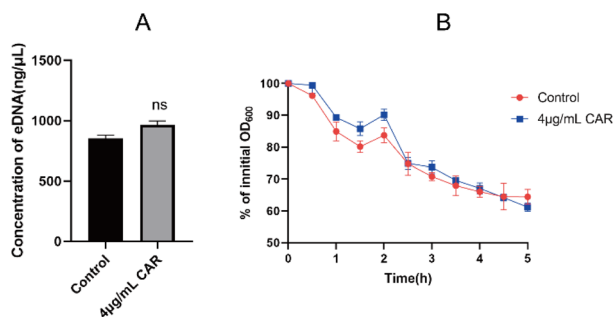 A
Concentration of eDNA(ng/μL)
1500
1000
500
0
ns
Control
4μg/mL CAR
B
% of innitial OD600
100
90
80
70
60
50
0
1
2
3
4
5
Time(h)
Control
4μg/mL CAR